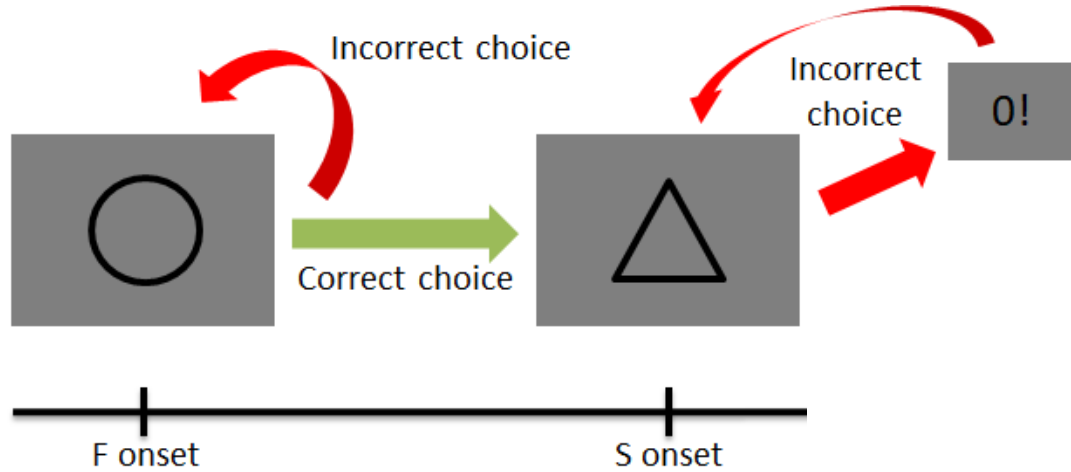 Incorrect choice
Incorrect
choice
0!
Correct choice
F onset
S onset